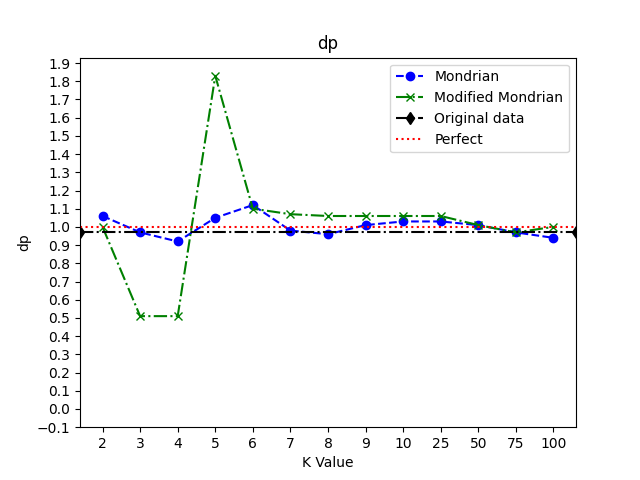 dp
Mondrian
Modified Mondrian
Original data
Perfect
dp
1.9
1.8
1.7
1.6
1.5
1.4
1.3
1.2
1.1
1.0
0.9
0.8
0.7
0.6
0.5
0.4
0.3
0.2
0.1
0.0
−0.1
2 3 4 5 6 7 8 9 10 25 50 75 100
K Value